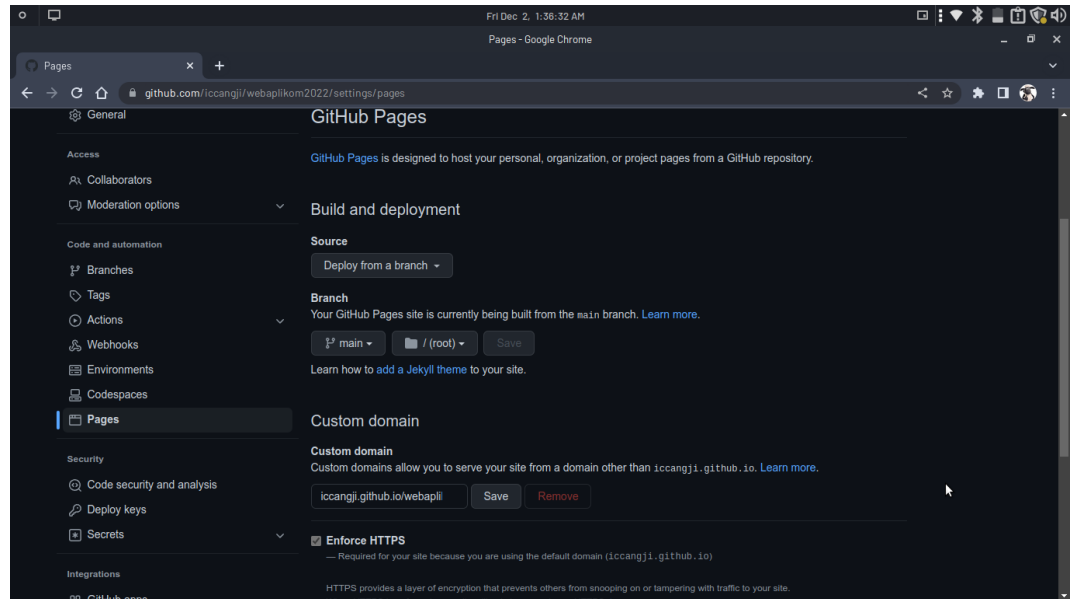 Fri Dec 2, 1:36:32 AM
Pages - Google Chrome
Pages
github.com/iccangji/webaplikom2022/settings/pages
General
Access
Collaborators
Moderation options
Code and automation
Branches
Tags
Actions
Webhooks
Environments
Codespaces
Pages
Security
Code security and analysis
Deploy keys
Secrets
Integrations
GitHub apps
GitHub Pages
GitHub Pages is designed to host your personal, organization, or project pages from a GitHub repository.
Build and deployment
Source
Deploy from a branch
Branch
Your GitHub Pages site is currently being built from the main branch. Learn more.
main / (root) Save
Learn how to add a Jekyll theme to your site.
Custom domain
Custom domain
Custom domains allow you to serve your site from a domain other than iccangji.github.io. Learn more.
iccangji.github.io/webapli Save Remove
Enforce HTTPS
— Required for your site because you are using the default domain (iccangji.github.io)
HTTPS provides a layer of encryption that prevents others from snooping on or tampering with traffic to your site.